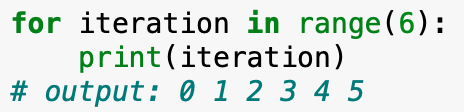 for iteration in range(6):
    print(iteration)
# output: 0 1 2 3 4 5